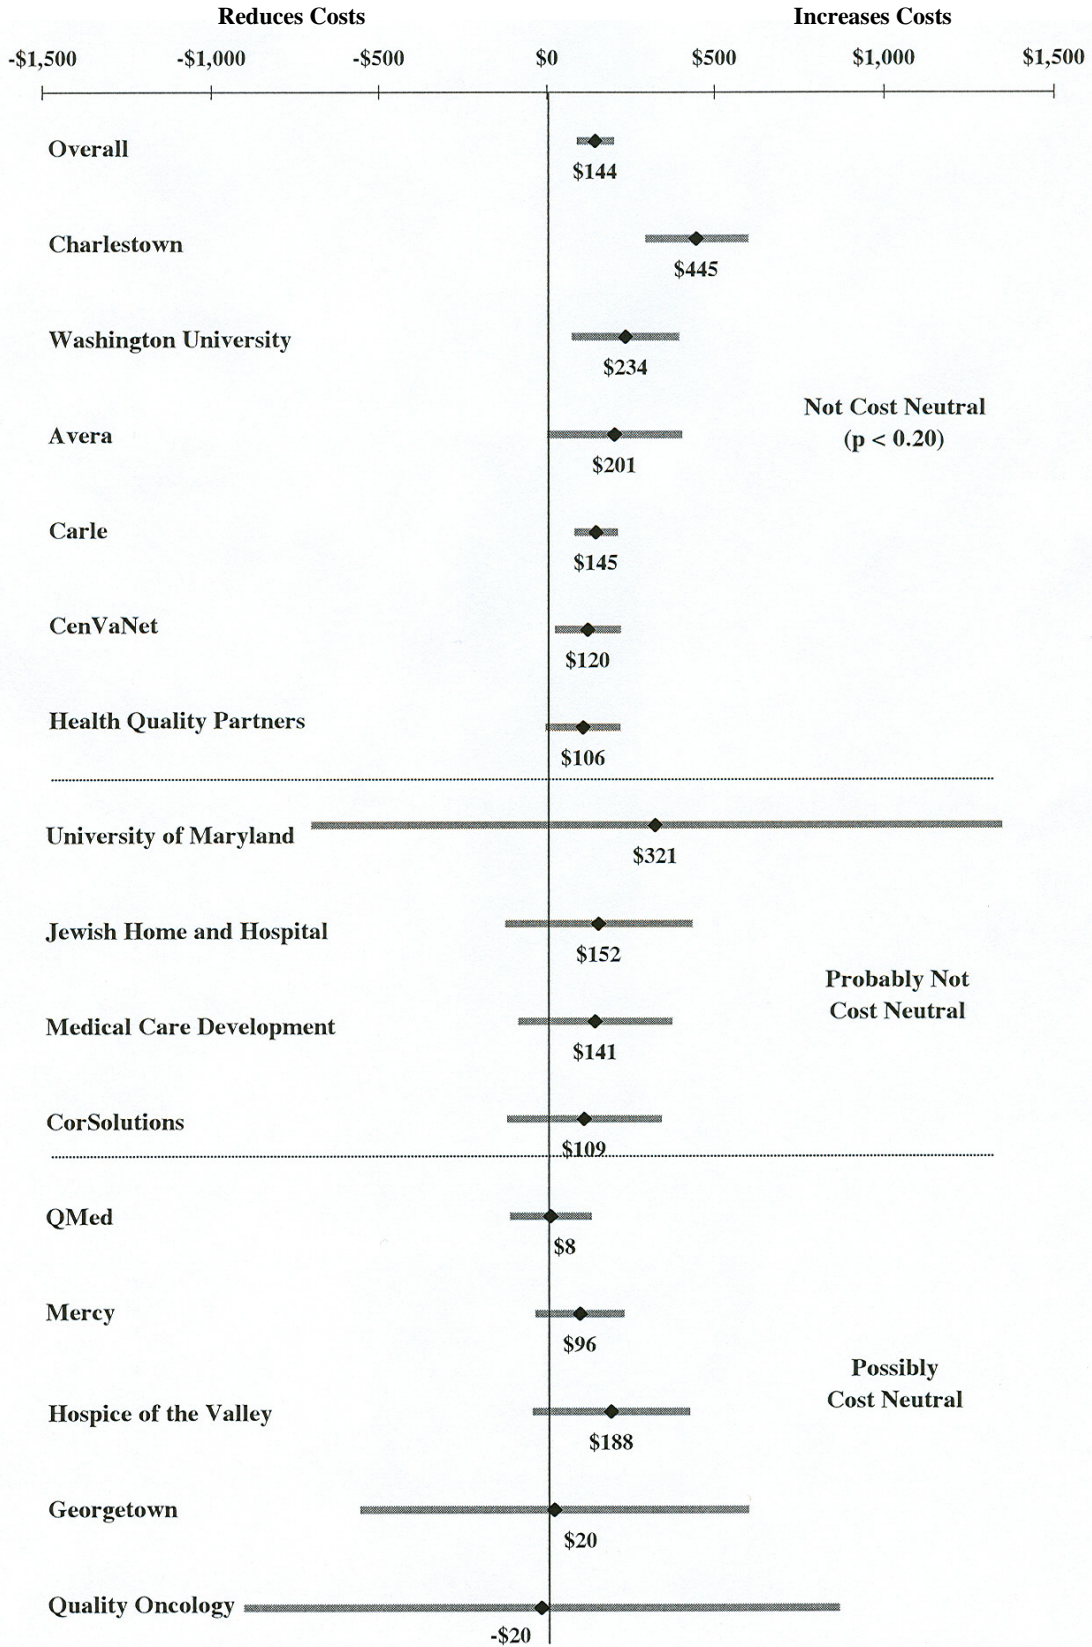 Reduces Costs Increases Costs
-$1,500 -$1,000 -$500 $0 $500 $1,000 $1,500
Overall
$144
Charlestown
$445
Washington University
$234
Not Cost Neutral
(p < 0.20)
Avera
$201
Carle
$145
CenVaNet
$120
Health Quality Partners
$106
University of Maryland
$321
Jewish Home and Hospital
$152
Probably Not
Cost Neutral
Medical Care Development
$141
CorSolutions
$109
QMed
$8
Mercy
$96
Possibly
Cost Neutral
Hospice of the Valley
$188
Georgetown
$20
Quality Oncology
-$20